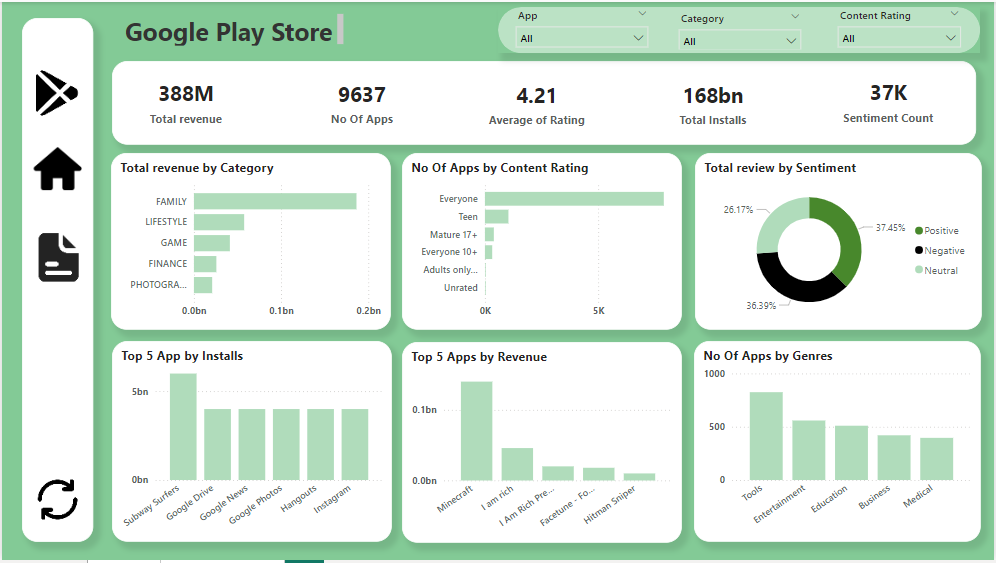 Google Play Store
App
Category
Content Rating
All
All
All
388M
Total revenue
9637
No Of Apps
4.21
Average of Rating
168bn
Total Installs
37K
Sentiment Count
Total revenue by Category
FAMILY
LIFESTYLE
GAME
FINANCE
PHOTOGRA...
0.0bn
0.1bn
0.2bn
No Of Apps by Content Rating
Everyone
Teen
Mature 17+
Everyone 10+
Adults only...
Unrated
0K
5K
Total review by Sentiment
26.17%
37.45%
36.39%
Positive
Negative
Neutral
Top 5 App by Installs
5bn
0bn
Subway Surfers
Google Drive
Google News
Google Photos
Hangouts
Instagram
Top 5 Apps by Revenue
0.1bn
0.0bn
Minecraft
I am rich
I Am Rich Pre...
Facetune - Fo...
Hitman Sniper
No Of Apps by Genres
1000
500
0
Tools
Entertainment
Education
Business
Medical